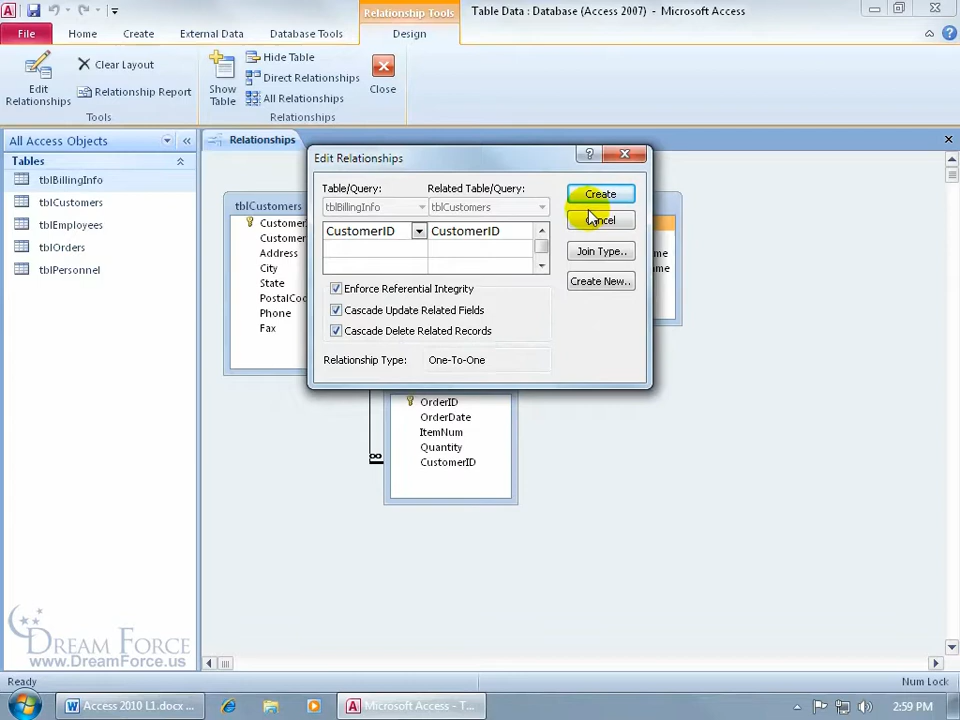 Relationship Tools
Table Data : Database (Access 2007) - Microsoft Access
File
Home
Create
External Data
Database Tools
Design
Edit Relationships
Clear Layout
Relationship Report
Tools
Show Table
Hide Table
Direct Relationships
All Relationships
Relationships
Close
All Access Objects
Tables
tblBillingInfo
tblCustomers
tblEmployees
tblOrders
tblPersonnel
Relationships
tblCustomers
Address
City
State
Phone
Fax
Edit Relationships
Table/Query:
Related Table/Query:
tblBillingInfo
tblCustomers
CustomerID
CustomerID
Enforce Referential Integrity
Cascade Update Related Fields
Cascade Delete Related Records
Relationship Type:
One-To-One
Create
Cancel
Join Type..
Create New..
OrderID
OrderDate
ItemNum
Quantity
CustomerID
DREAM FORCE
www.DreamForce.us
Ready
Num Lock
Access 2010 L1.docx ...
Microsoft Access - T...
2:59 PM